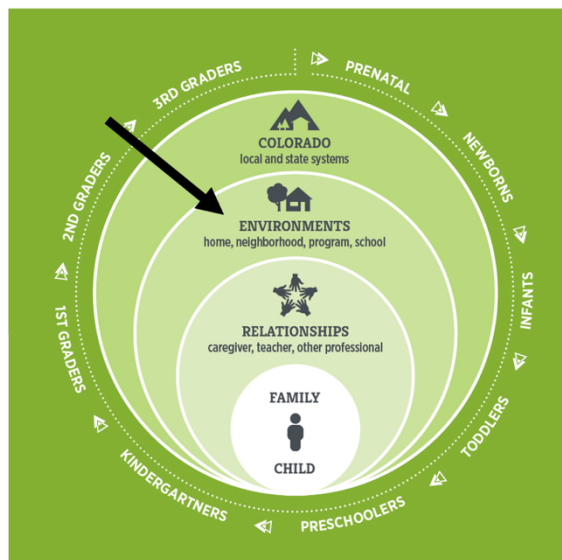 PRENATAL
NEWBORNS
INFANTS
TODDLERS
PRESCHOOLERS
KINDERGARTNERS
1ST GRADERS
2ND GRADERS
3RD GRADERS
COLORADO
local and state systems
ENVIRONMENTS
home, neighborhood, program, school
RELATIONSHIPS
caregiver, teacher, other professional
FAMILY
CHILD